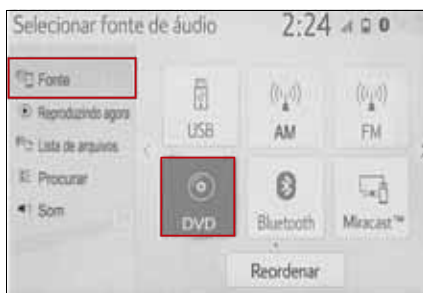 Selecionar fonte de áudio 2:24
Fonte
Reproduzindo agora
Lista de arquivos
Procurar
Som
USB AM FM
DVD Bluetooth Miracast™
Reordenar